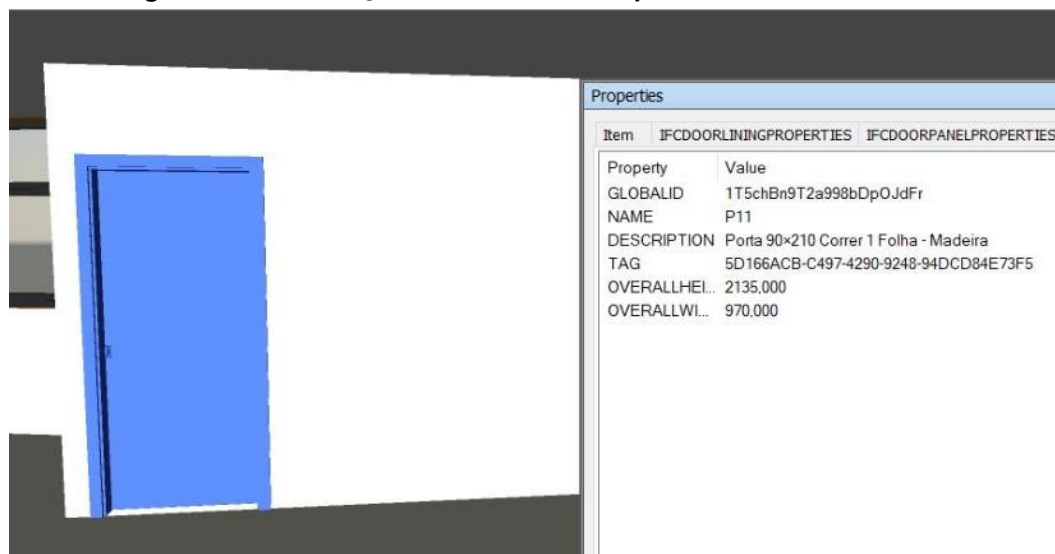 Properties
Item IFCDOORLININGPROPERTIES IFCDOORPANELPROPERTIES
Property Value
GLOBALID 1T5chBn9T2a998bDpOJdFr
NAME P11
DESCRIPTION Porta 90×210 Correr 1 Folha - Madeira
TAG 5D166ACB-C497-4290-9248-94DCD84E73F5
OVERALLHEI... 2135,000
OVERALLWI... 970,000